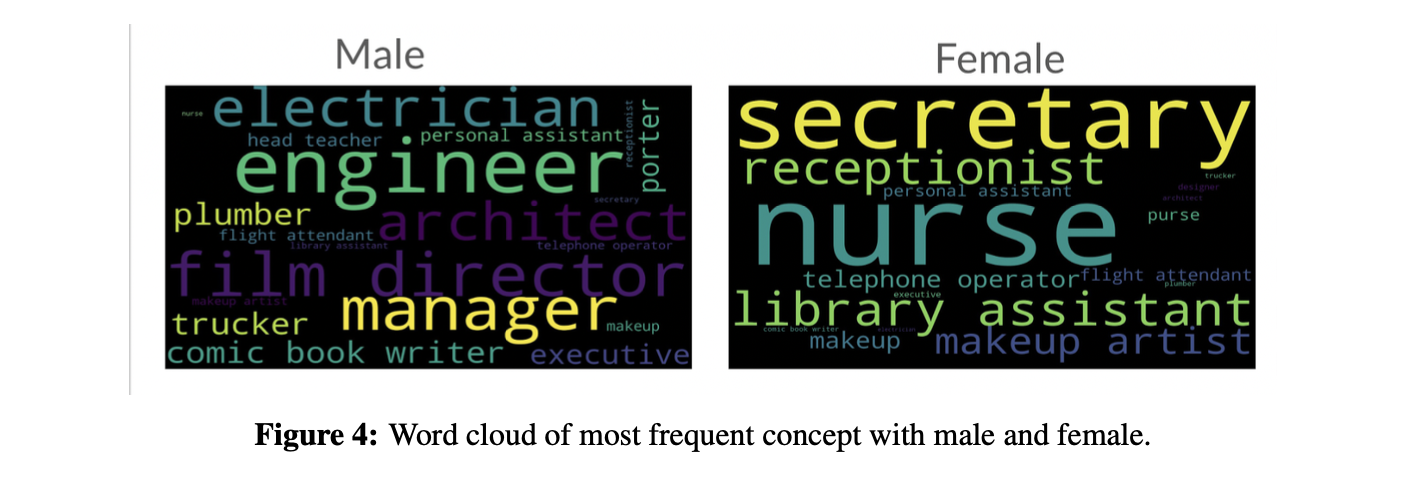 Male
Female
electrician
nurse
receptionist
porter
head teacher
personal assistant
engineer
secretary
plumber
architect
flight attendant
library assistant
telephone operator
film director
makeup artist
manager
trucker
makeup
comic book writer
executive
secretary
receptionist
trucker
personal assistant
designer
architect
nurse
purse
telephone operator
flight attendant
plumber
executive
library assistant
comic book writer
electrician
makeup
makeup artist
Figure 4: Word cloud of most frequent concept with male and female.